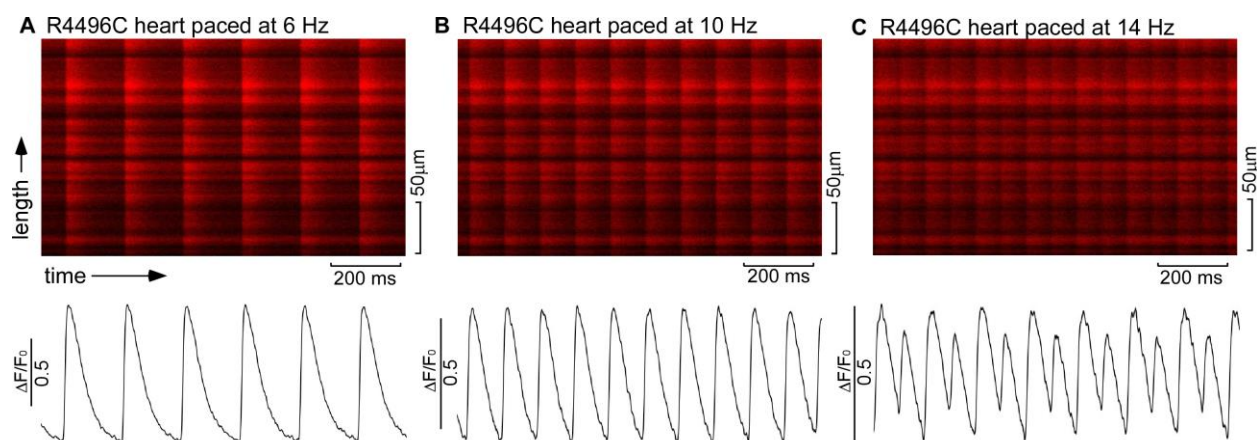 A R4496C heart paced at 6 Hz
B R4496C heart paced at 10 Hz
C R4496C heart paced at 14 Hz
length
50μm
50μm
50μm
time
200 ms
200 ms
200 ms
ΔF/F₀
0.5
ΔF/F₀
0.5
ΔF/F₀
0.5